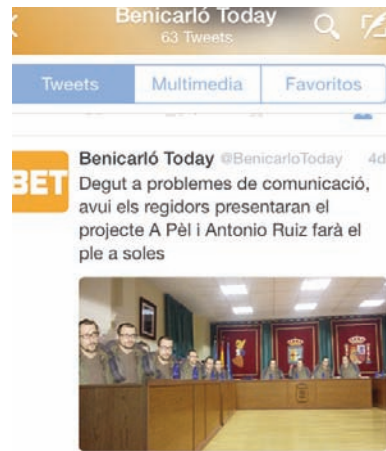 Benicarló Today
63 Tweets
Tweets Multimedia Favoritos
BET Benicarló Today @BenicarloToday 4d
Degut a problemes de comunicació,
avui els regidors presentaran el
projecte A Pèl i Antonio Ruiz farà el
ple a soles